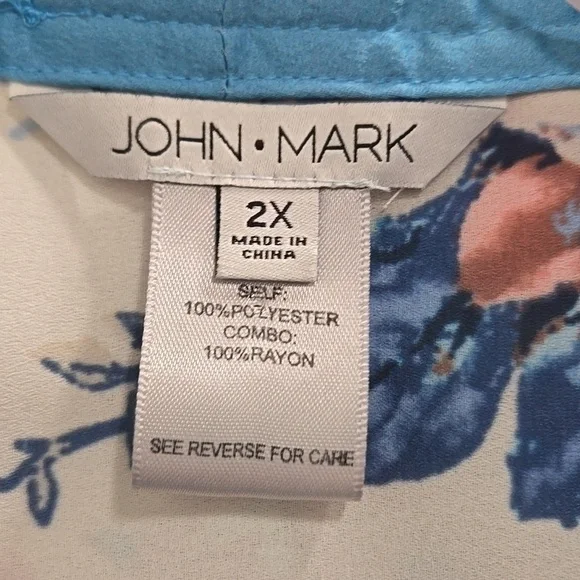 JOHN • MARK
2X
MADE IN
CHINA
SELF:
100%POLYESTER
COMBO:
100%RAYON
SEE REVERSE FOR CARE